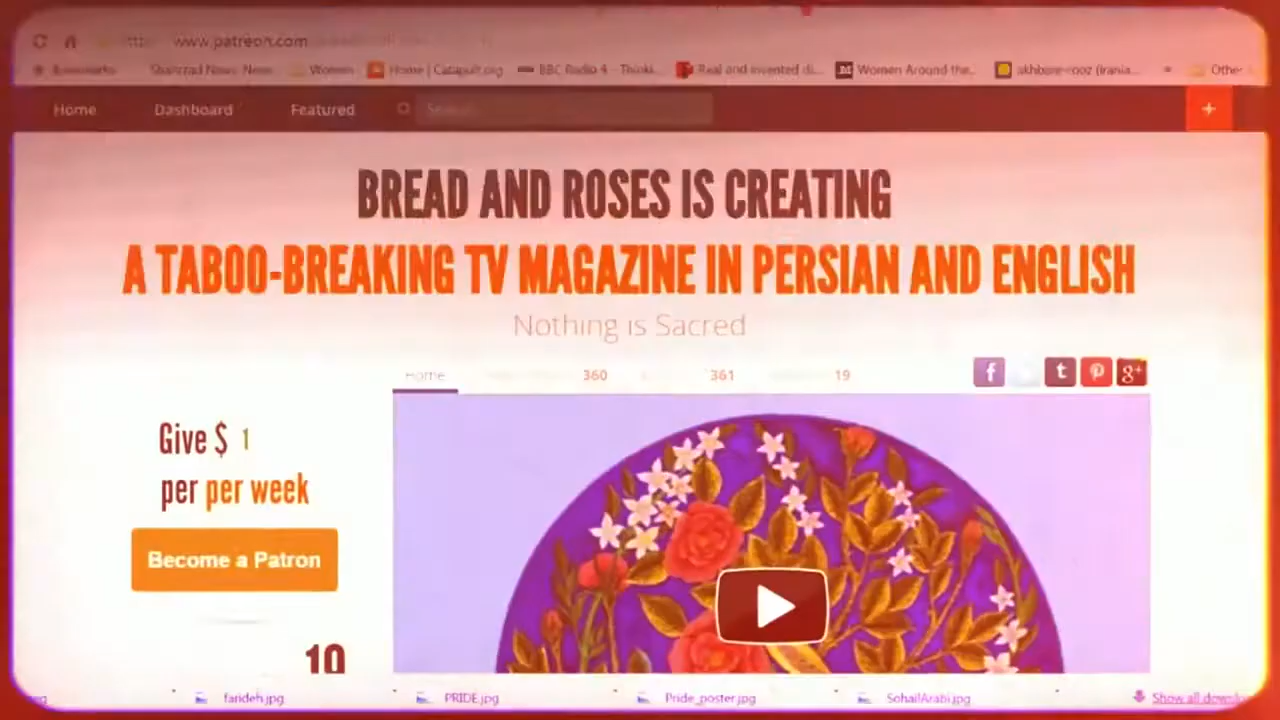 www.patreon.com
Bookmarks Shahrzad News: News Women Home | Catapult.org BBC Radio 4 - Thinki... Real and invented di... Women Around the... akhbare-rooz (irania... » Other
Home Dashboard Featured Search +
BREAD AND ROSES IS CREATING
A TABOO-BREAKING TV MAGAZINE IN PERSIAN AND ENGLISH
Nothing is Sacred
Home 360 361 19
f t g+
Give $ 1
per per week
Become a Patron
10
farideh.jpg PRIDE.jpg Pride_poster.jpg SohailArabi.jpg Show all